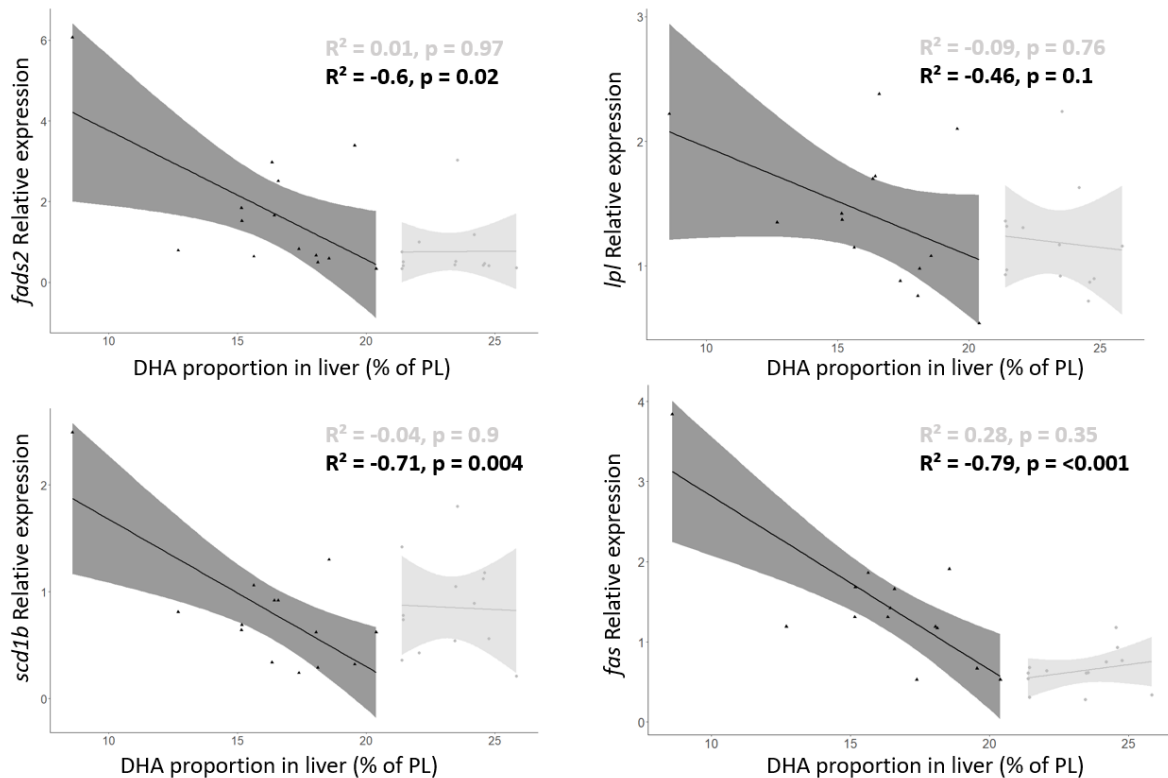 R² = 0.01, p = 0.97
R² = -0.6, p = 0.02
fads2 Relative expression
6
4
2
0
10
15
20
25
DHA proportion in liver (% of PL)
R² = -0.09, p = 0.76
R² = -0.46, p = 0.1
lpl Relative expression
3
2
1
10
15
20
25
DHA proportion in liver (% of PL)
R² = -0.04, p = 0.9
R² = -0.71, p = 0.004
scd1b Relative expression
2
1
0
10
15
20
25
DHA proportion in liver (% of PL)
R² = 0.28, p = 0.35
R² = -0.79, p = <0.001
fas Relative expression
4
3
2
1
0
10
15
20
25
DHA proportion in liver (% of PL)